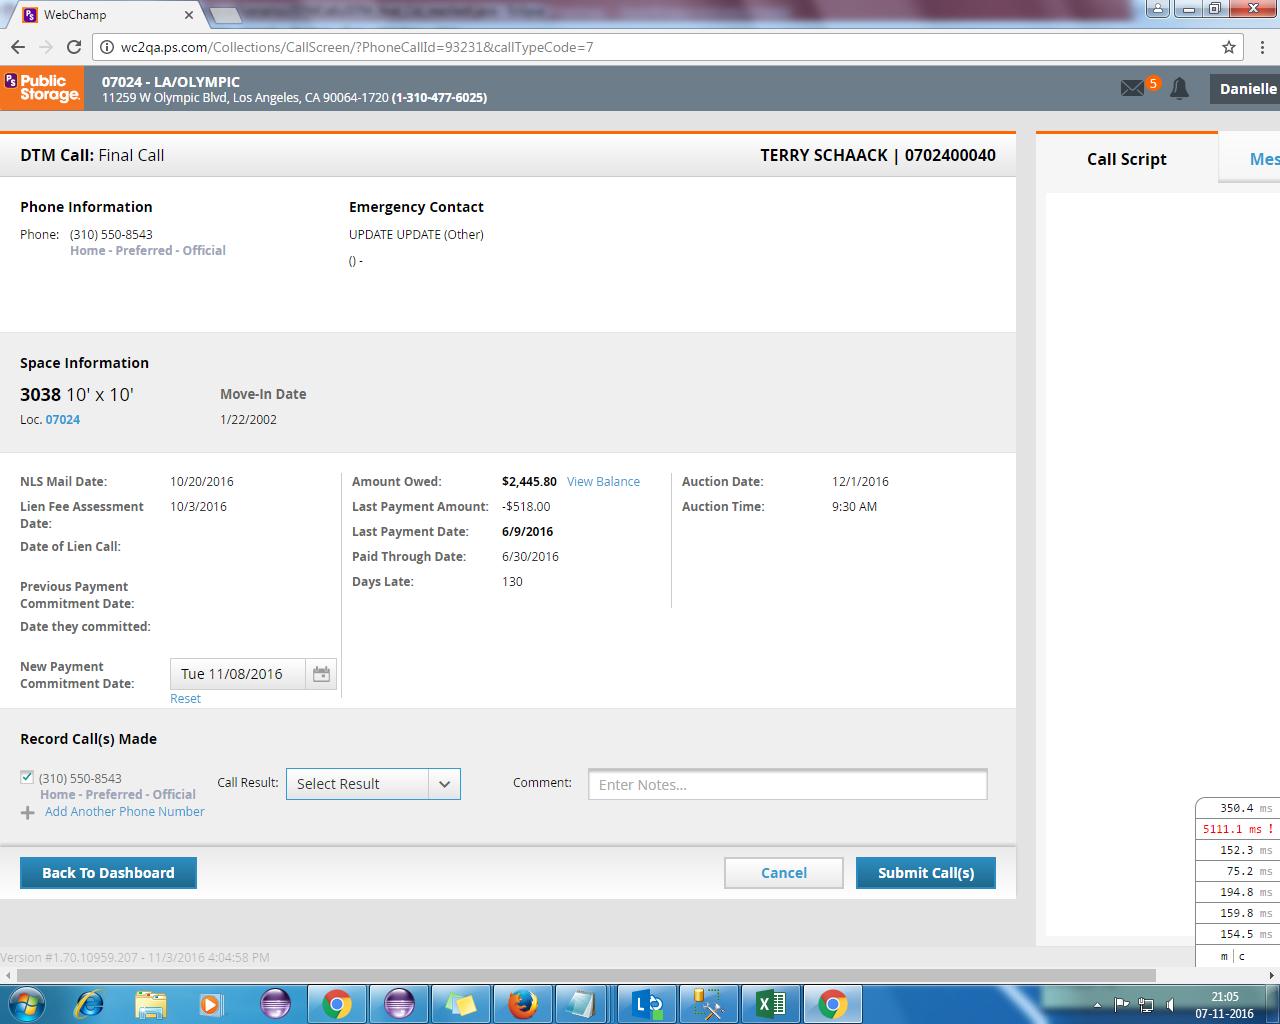 WebChamp
wc2qa.ps.com/Collections/CallScreen/?PhoneCallId=93231&callTypeCode=7
PS Public Storage.
07024 - LA/OLYMPIC
11259 W Olympic Blvd, Los Angeles, CA 90064-1720 (1-310-477-6025)
5
Danielle
DTM Call: Final Call
TERRY SCHAACK | 0702400040
Call Script
Mes
Phone Information
Phone: (310) 550-8543
Home - Preferred - Official
Emergency Contact
UPDATE UPDATE (Other)
() -
Space Information
3038 10' x 10'
Loc. 07024
Move-In Date
1/22/2002
NLS Mail Date: 10/20/2016
Lien Fee Assessment Date: 10/3/2016
Date of Lien Call:
Previous Payment
Commitment Date:
Date they committed:
New Payment
Commitment Date:
Tue 11/08/2016
Reset
Amount Owed: $2,445.80 View Balance
Last Payment Amount: -$518.00
Last Payment Date: 6/9/2016
Paid Through Date: 6/30/2016
Days Late: 130
Auction Date: 12/1/2016
Auction Time: 9:30 AM
Record Call(s) Made
(310) 550-8543
Home - Preferred - Official
Add Another Phone Number
Call Result: Select Result
Comment: Enter Notes...
Back To Dashboard
Cancel
Submit Call(s)
350.4 ms
5111.1 ms !
152.3 ms
75.2 ms
194.8 ms
159.8 ms
154.5 ms
m | c
Version #1.70.10959.207 - 11/3/2016 4:04:58 PM
21:05
07-11-2016